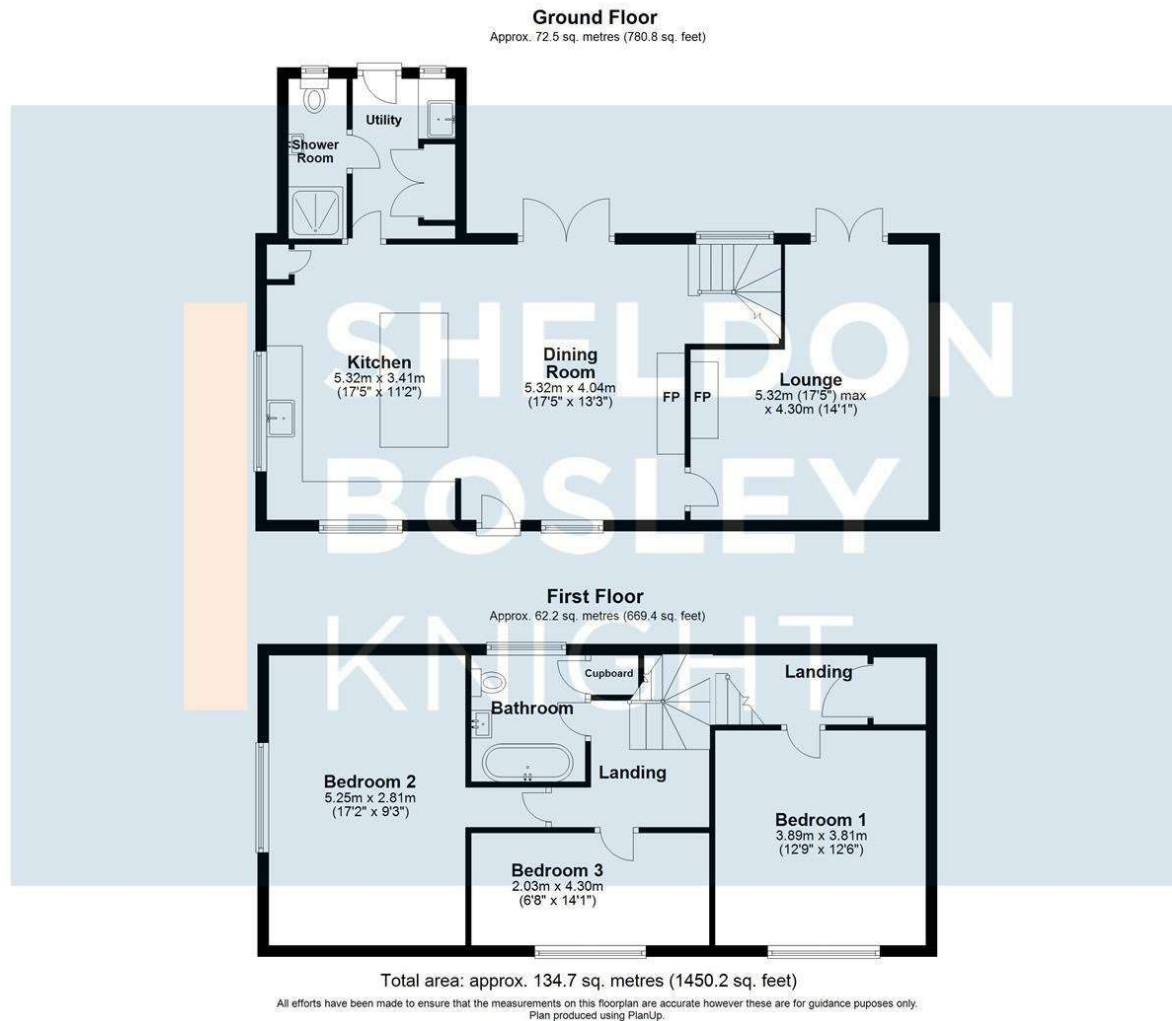 Ground Floor
Approx. 72.5 sq. metres (780.8 sq. feet)
Utility
Shower
Room
Kitchen
5.32m x 3.41m
(17'5" x 11'2")
Dining
Room
5.32m x 4.04m
(17'5" x 13'3")
FP
FP
Lounge
5.32m (17'5") max
x 4.30m (14'1")
SHELDON
BOSLEY
KNIGHT
First Floor
Approx. 62.2 sq. metres (669.4 sq. feet)
Cupboard
Landing
Bathroom
Landing
Bedroom 2
5.25m x 2.81m
(17'2" x 9'3")
Bedroom 1
3.89m x 3.81m
(12'9" x 12'6")
Bedroom 3
2.03m x 4.30m
(6'8" x 14'1")
Total area: approx. 134.7 sq. metres (1450.2 sq. feet)
All efforts have been made to ensure that the measurements on this floorplan are accurate however these are for guidance puposes only.
Plan produced using PlanUp.